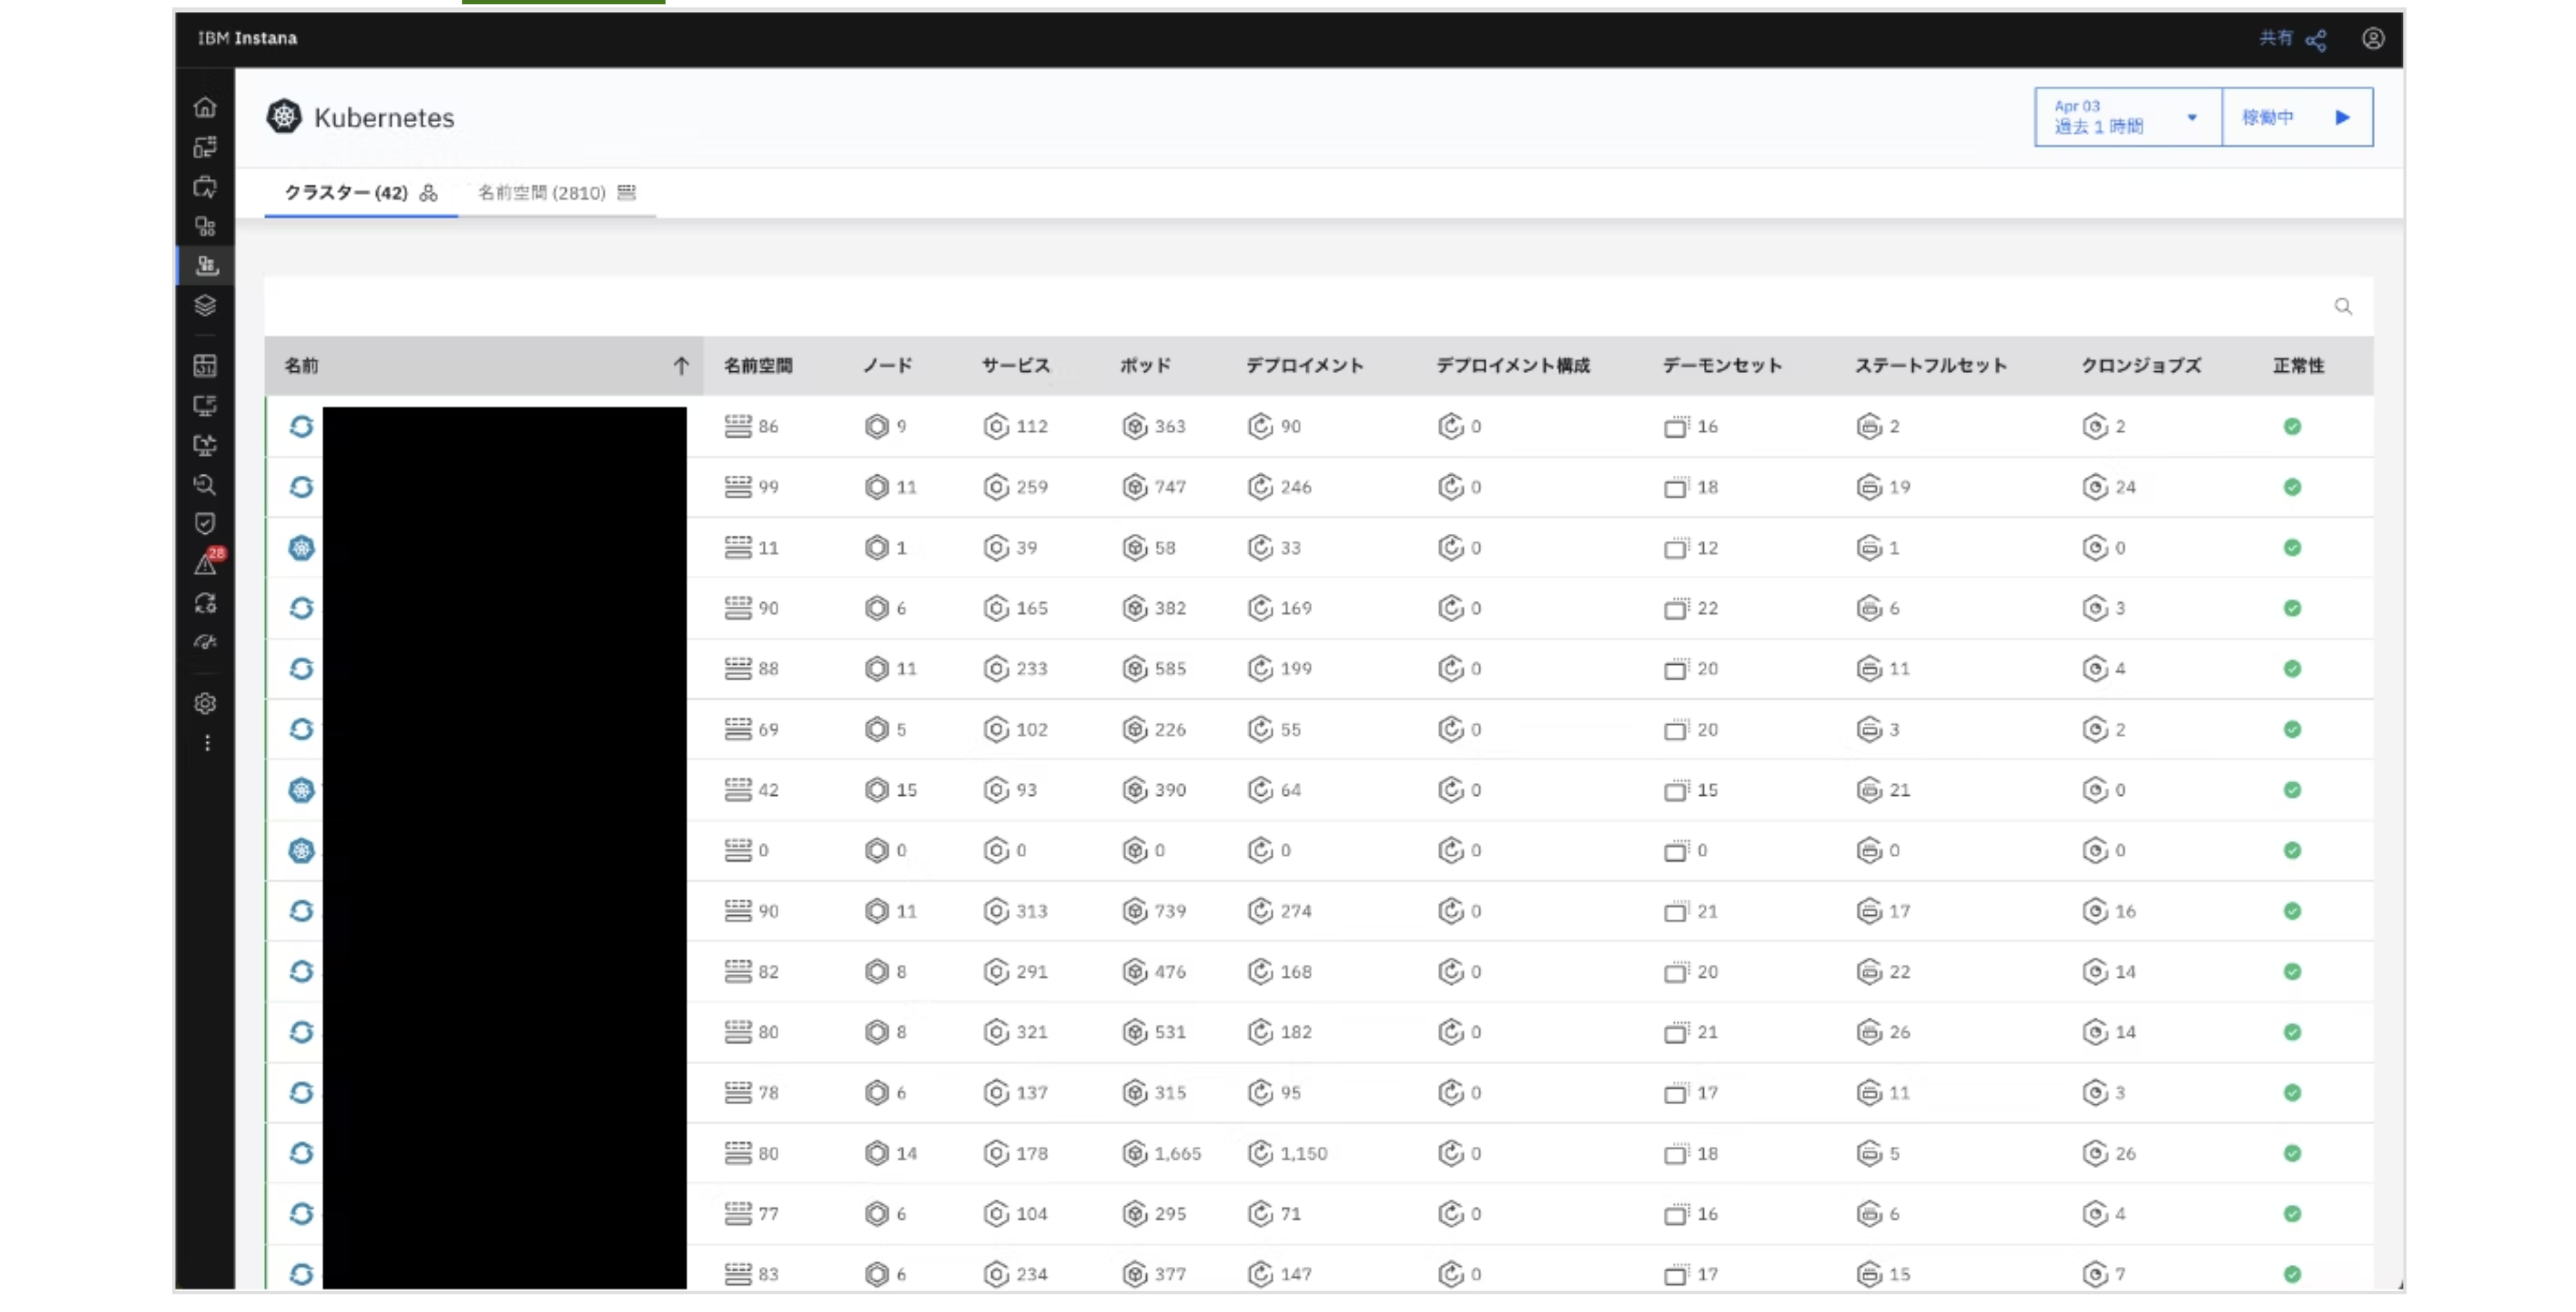 IBM Instana
共有
Kubernetes
Apr 03
過去 1 時間
稼働中
クラスター (42) 名前空間 (2810)
名前 名前空間 ノード サービス ポッド デプロイメント デプロイメント構成 デーモンセット ステートフルセット クロンジョブズ 正常性
86 9 112 363 90 0 16 2 2
99 11 259 747 246 0 18 19 24
11 1 39 58 33 0 12 1 0
28
90 6 165 382 169 0 22 6 3
88 11 233 585 199 0 20 11 4
69 5 102 226 55 0 20 3 2
42 15 93 390 64 0 15 21 0
0 0 0 0 0 0 0 0 0
90 11 313 739 274 0 21 17 16
82 8 291 476 168 0 20 22 14
80 8 321 531 182 0 21 26 14
78 6 137 315 95 0 17 11 3
80 14 178 1,665 1,150 0 18 5 26
77 6 104 295 71 0 16 6 4
83 6 234 377 147 0 17 15 7